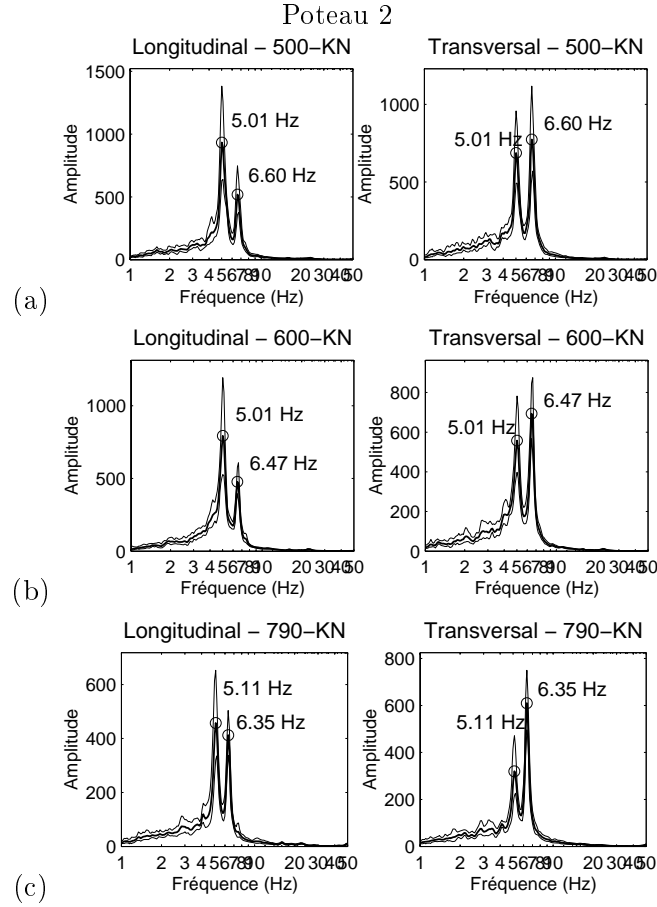 Poteau 2
Longitudinal − 500−KN
Transversal − 500−KN
1500
1000
500
0
Amplitude
5.01 Hz
6.60 Hz
1 2 3 4 5 6 7 8 9 10 20 30 40 50
Fréquence (Hz)
1000
500
0
Amplitude
5.01 Hz
6.60 Hz
1 2 3 4 5 6 7 8 9 10 20 30 40 50
Fréquence (Hz)
(a)
Longitudinal − 600−KN
Transversal − 600−KN
1000
500
0
Amplitude
5.01 Hz
6.47 Hz
1 2 3 4 5 6 7 8 9 10 20 30 40 50
Fréquence (Hz)
800
600
400
200
0
Amplitude
5.01 Hz
6.47 Hz
1 2 3 4 5 6 7 8 9 10 20 30 40 50
Fréquence (Hz)
(b)
Longitudinal − 790−KN
Transversal − 790−KN
600
400
200
0
Amplitude
5.11 Hz
6.35 Hz
1 2 3 4 5 6 7 8 9 10 20 30 40 50
Fréquence (Hz)
800
600
400
200
0
Amplitude
5.11 Hz
6.35 Hz
1 2 3 4 5 6 7 8 9 10 20 30 40 50
Fréquence (Hz)
(c)